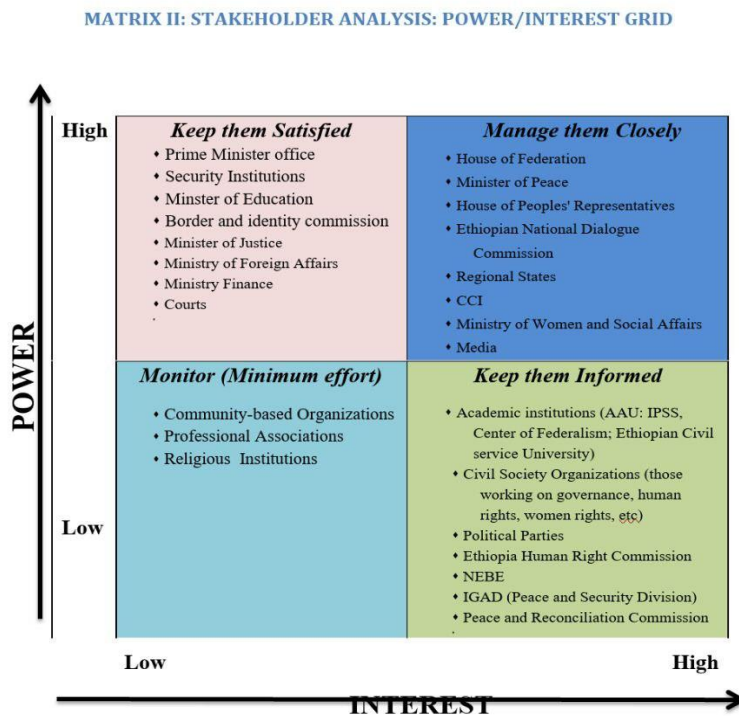 MATRIX II: STAKEHOLDER ANALYSIS: POWER/INTEREST GRID
High
Keep them Satisfied
• Prime Minister office
• Security Institutions
• Minster of Education
• Border and identity commission
• Minister of Justice
• Ministry of Foreign Affairs
• Ministry Finance
• Courts
Manage them Closely
• House of Federation
• Minister of Peace
• House of Peoples' Representatives
• Ethiopian National Dialogue
Commission
• Regional States
• CCI
• Ministry of Women and Social Affairs
• Media
POWER
Monitor (Minimum effort)
• Community-based Organizations
• Professional Associations
• Religious Institutions
Keep them Informed
• Academic institutions (AAU: IPSS,
Center of Federalism; Ethiopian Civil
service University)
• Civil Society Organizations (those
working on governance, human
rights, women rights, etc)
• Political Parties
• Ethiopia Human Right Commission
• NEBE
• IGAD (Peace and Security Division)
• Peace and Reconciliation Commission
Low
Low
High
INTEREST